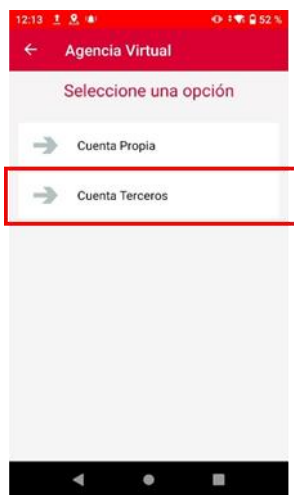 12:13 52 %
Agencia Virtual
Seleccione una opción
Cuenta Propia
Cuenta Terceros